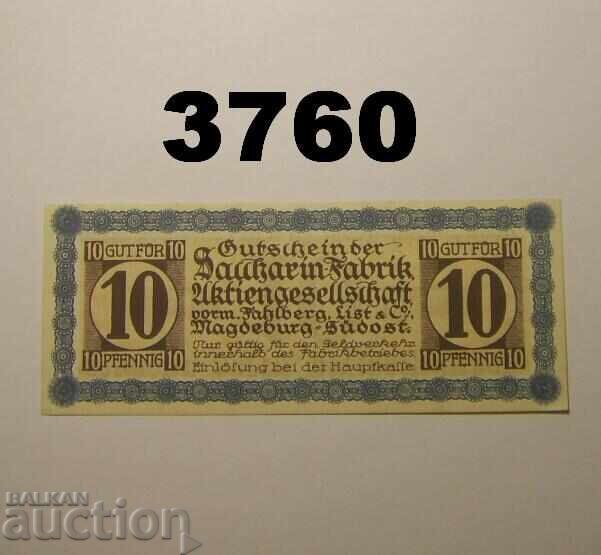 3760
10 GUT FÜR 10
10
10 PFENNIG 10
Gutschein der
Saccharin-Fabrik
Aktiengesellschaft
vorm. Fahlberg, List & Co.
Magdeburg-Südost.
Nur gültig für den Geldverkehr
innerhalb des Fabrikbetriebes
Einlösung bei der Hauptkasse
10 GUT FÜR 10
10
10 PFENNIG 10
BALKAN
auction